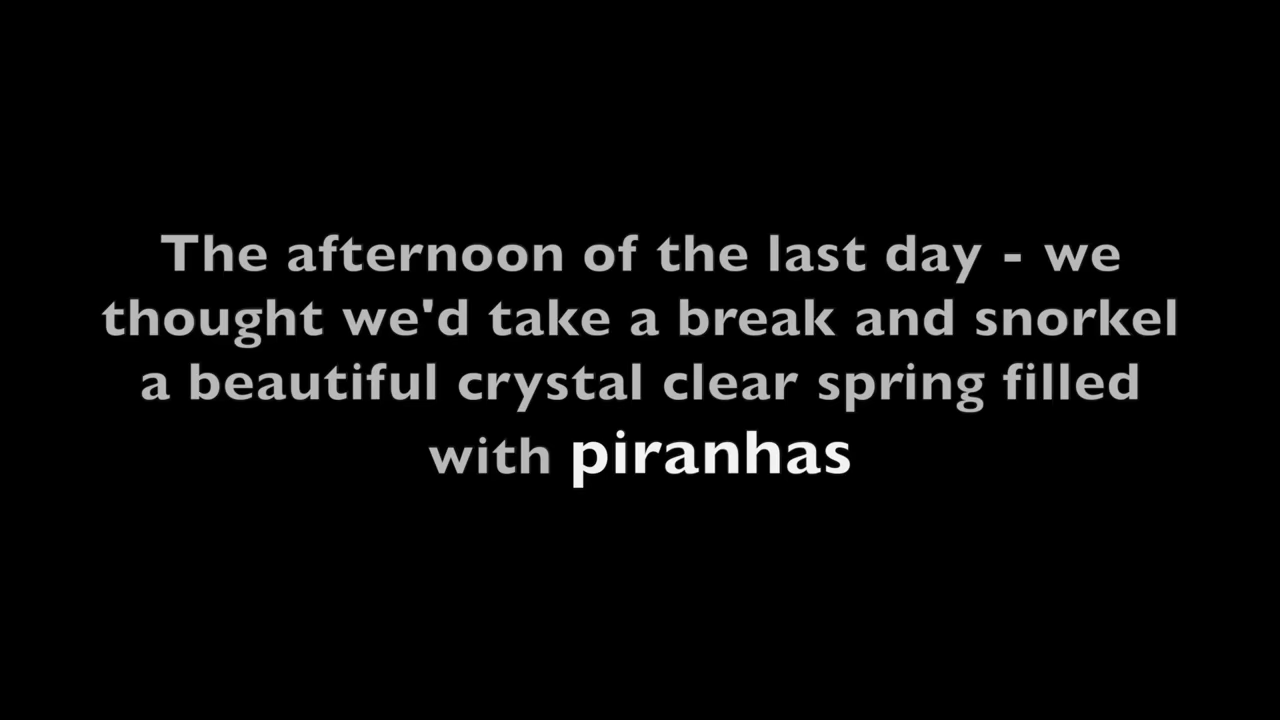 The afternoon of the last day - we
thought we'd take a break and snorkel
a beautiful crystal clear spring filled
with piranhas